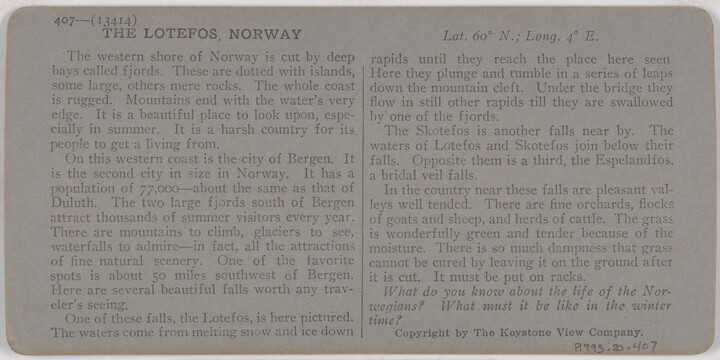 407—(13414)
THE LOTEFOS, NORWAY
Lat. 60° N.; Long. 4° E.
The western shore of Norway is cut by deep
bays called fjords. These are dotted with islands,
some large, others mere rocks. The whole coast
is rugged. Mountains end with the water's very
edge. It is a beautiful place to look upon, espe-
cially in summer. It is a harsh country for its
people to get a living from.
On this western coast is the city of Bergen. It
is the second city in size in Norway. It has a
population of 77,000—about the same as that of
Duluth. The two large fjords south of Bergen
attract thousands of summer visitors every year.
There are mountains to climb, glaciers to see,
waterfalls to admire—in fact, all the attractions
of fine natural scenery. One of the favorite
spots is about 50 miles southwest of Bergen.
Here are several beautiful falls worth any trav-
eler's seeing.
One of these falls, the Lotefos, is here pictured.
The waters come from melting snow and ice down
rapids until they reach the place here seen
Here they plunge and tumble in a series of leaps
down the mountain cleft. Under the bridge they
flow in still other rapids till they are swallowed
by one of the fjords.
The Skotefos is another falls near by. The
waters of Lotefos and Skotefos join below their
falls. Opposite them is a third, the Espelandfos,
a bridal veil falls.
In the country near these falls are pleasant val-
leys well tended. There are fine orchards, flocks
of goats and sheep, and herds of cattle. The grass
is wonderfully green and tender because of the
moisture. There is so much dampness that grass
cannot be cured by leaving it on the ground after
it is cut. It must be put on racks.
What do you know about the life of the Nor-
wegians? What must it be like in the winter
time?
Copyright by The Keystone View Company.
8793.20.407